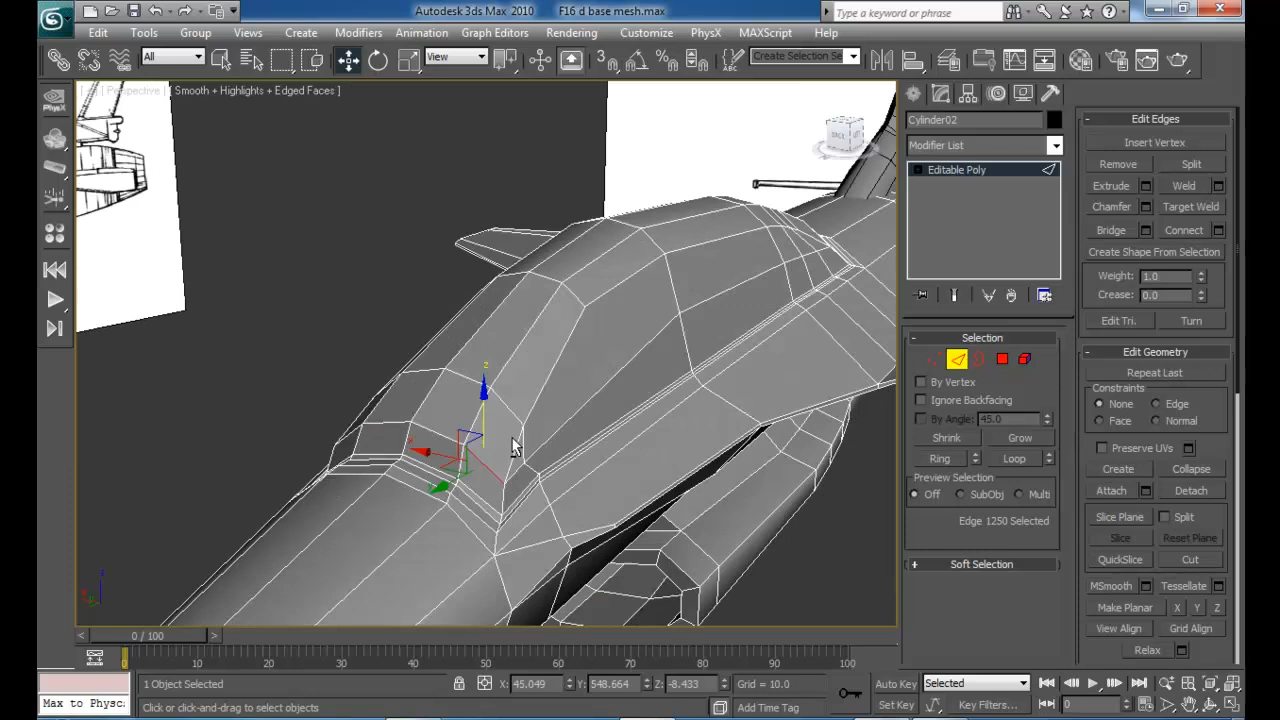 Autodesk 3ds Max 2010 F16 d base mesh.max
Type a keyword or phrase
Edit Tools Group Views Create Modifiers Animation Graph Editors Rendering Customize PhysX MAXScript Help
All View Create Selection Se
Perspective [ Smooth + Highlights + Edged Faces ]
Cylinder02
Modifier List
Editable Poly
Selection
By Vertex
Ignore Backfacing
By Angle: 45.0
Shrink Grow
Ring Loop
Preview Selection
Off SubObj Multi
Edge 1250 Selected
Soft Selection
Edit Edges
Insert Vertex
Remove Split
Extrude Weld
Chamfer Target Weld
Bridge Connect
Create Shape From Selection
Weight: 1.0
Crease: 0.0
Edit Tri. Turn
Edit Geometry
Repeat Last
Constraints
None Edge
Face Normal
Preserve UVs
Create Collapse
Attach Detach
Slice Plane Split
Slice Reset Plane
QuickSlice Cut
MSmooth Tessellate
Make Planar X Y Z
View Align Grid Align
Relax
0 / 100
0 10 20 30 40 50 60 70 80 90 100
1 Object Selected X: 45.049 Y: 548.664 Z: -8.433 Grid = 10.0 Auto Key Selected
Max to Physc. Click or click-and-drag to select objects Add Time Tag Set Key Key Filters... 0